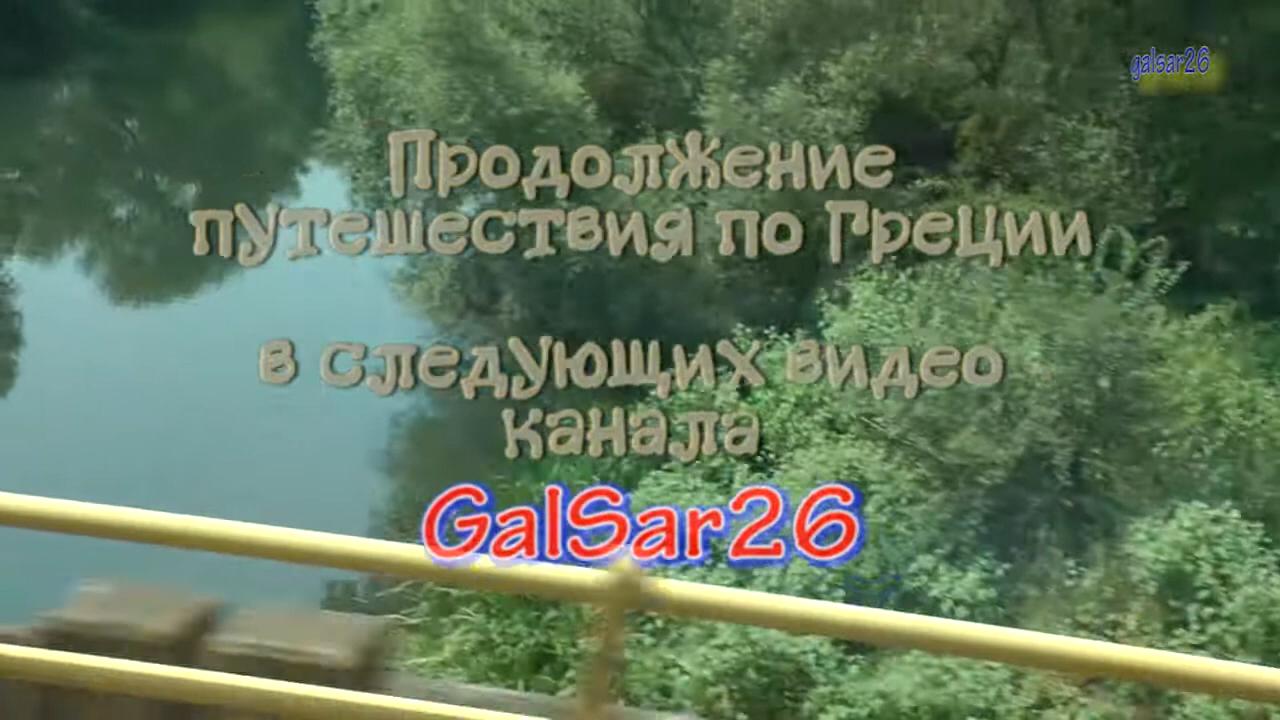 galsar26
Продолжение
путешествия по Греции
в следующих видео
канала
GalSar26